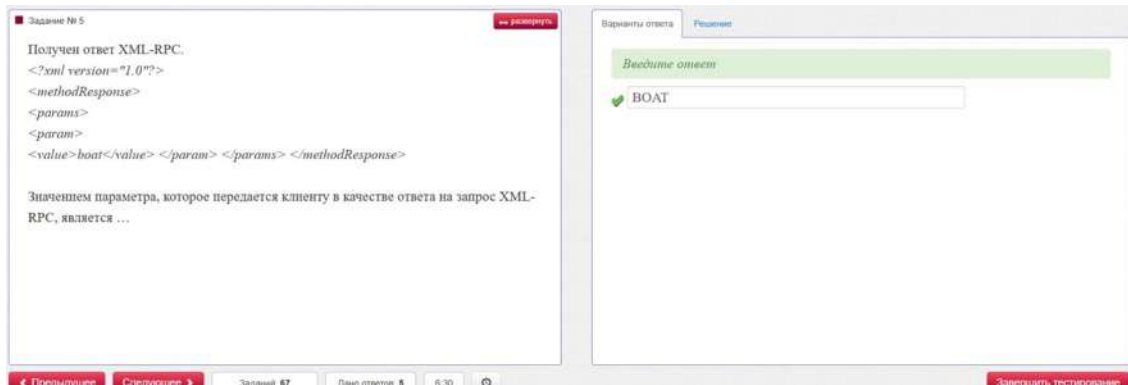 Задание № 5
развернуть
Получен ответ XML-RPC.
<?xml version="1.0"?>
<methodResponse>
<params>
<param>
<value>boat</value> </param> </params> </methodResponse>
Значением параметра, которое передается клиенту в качестве ответа на запрос XML-
RPC, является …
Варианты ответа Решение
Введите ответ
BOAT
Предыдущее Следующее Заданий 67 Дано ответов 5 6:30 Завершить тестирование